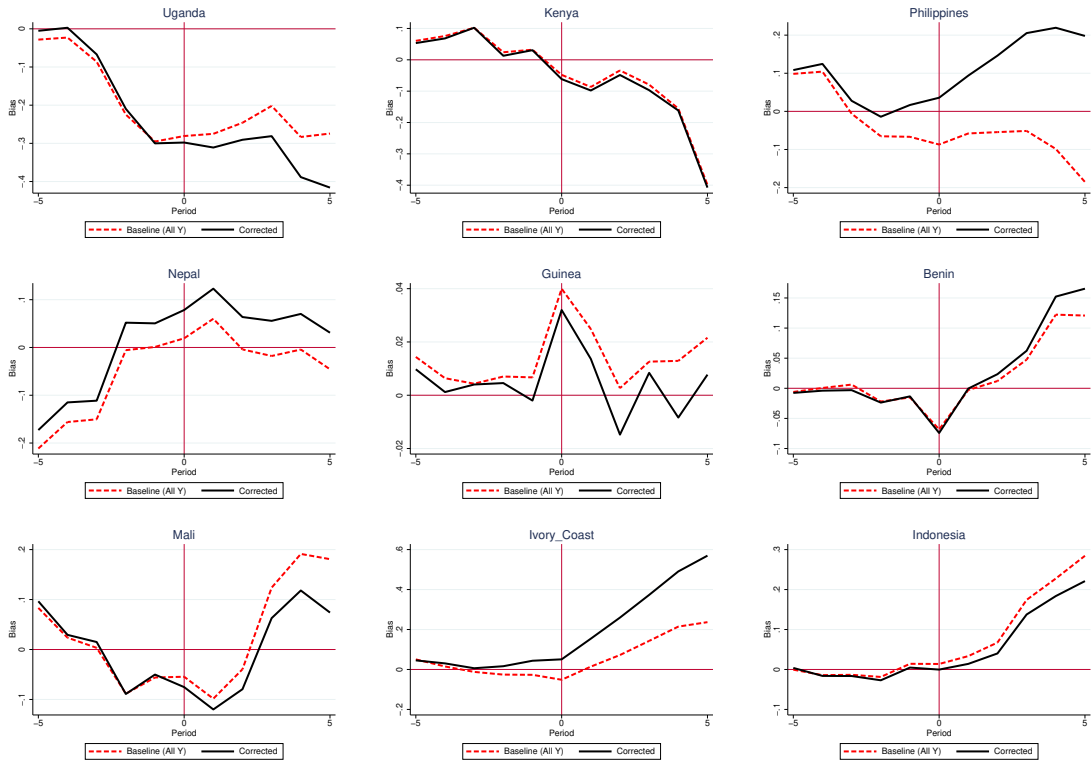 Uganda
Bias
0
-.1
-.2
-.3
-.4
-5
0
5
Period
Baseline (All Y)
Corrected
Kenya
Bias
.1
0
-.1
-.2
-.3
-.4
-5
0
5
Period
Baseline (All Y)
Corrected
Philippines
Bias
.2
.1
0
-.1
-.2
-5
0
5
Period
Baseline (All Y)
Corrected
Nepal
Bias
.1
0
-.1
-.2
-5
0
5
Period
Baseline (All Y)
Corrected
Guinea
Bias
.04
.02
0
-.02
-5
0
5
Period
Baseline (All Y)
Corrected
Benin
Bias
.15
.1
.05
0
-.05
-.1
-5
0
5
Period
Baseline (All Y)
Corrected
Mali
Bias
.2
.1
0
-.1
-5
0
5
Period
Baseline (All Y)
Corrected
Ivory_Coast
Bias
.6
.4
.2
0
-.2
-5
0
5
Period
Baseline (All Y)
Corrected
Indonesia
Bias
.3
.2
.1
0
-.1
-5
0
5
Period
Baseline (All Y)
Corrected